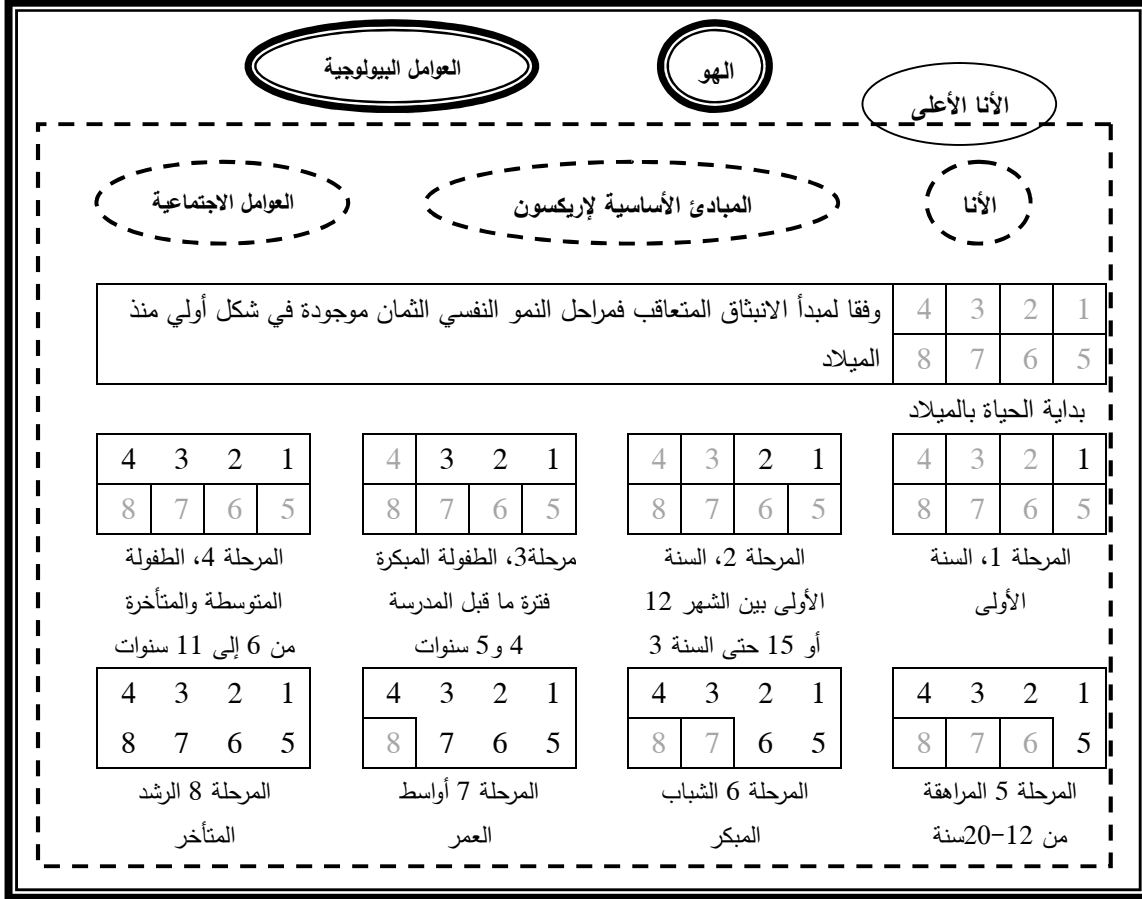 العوامل البيولوجية
الهو
الأنا الأعلى
الأنا
المبادئ الأساسية لإريكسون
العوامل الاجتماعية
1 2 3 4
5 6 7 8
وفقا لمبدأ الانبثاق المتعاقب فمراحل النمو النفسي الثمان موجودة في شكل أولي منذ
الميلاد
بداية الحياة بالميلاد
1 2 3 4
5 6 7 8
المرحلة 1، السنة
الأولى
1 2 3 4
5 6 7 8
المرحلة 2، السنة
الأولى بين الشهر 12
أو 15 حتى السنة 3
1 2 3 4
5 6 7 8
مرحلة3، الطفولة المبكرة
فترة ما قبل المدرسة
4 و5 سنوات
1 2 3 4
5 6 7 8
المرحلة 4، الطفولة
المتوسطة والمتأخرة
من 6 إلى 11 سنوات
1 2 3 4
5 6 7 8
المرحلة 5 المراهقة
من 12-20سنة
1 2 3 4
5 6 7 8
المرحلة 6 الشباب
المبكر
1 2 3 4
5 6 7 8
المرحلة 7 أواسط
العمر
1 2 3 4
5 6 7 8
المرحلة 8 الرشد
المتأخر